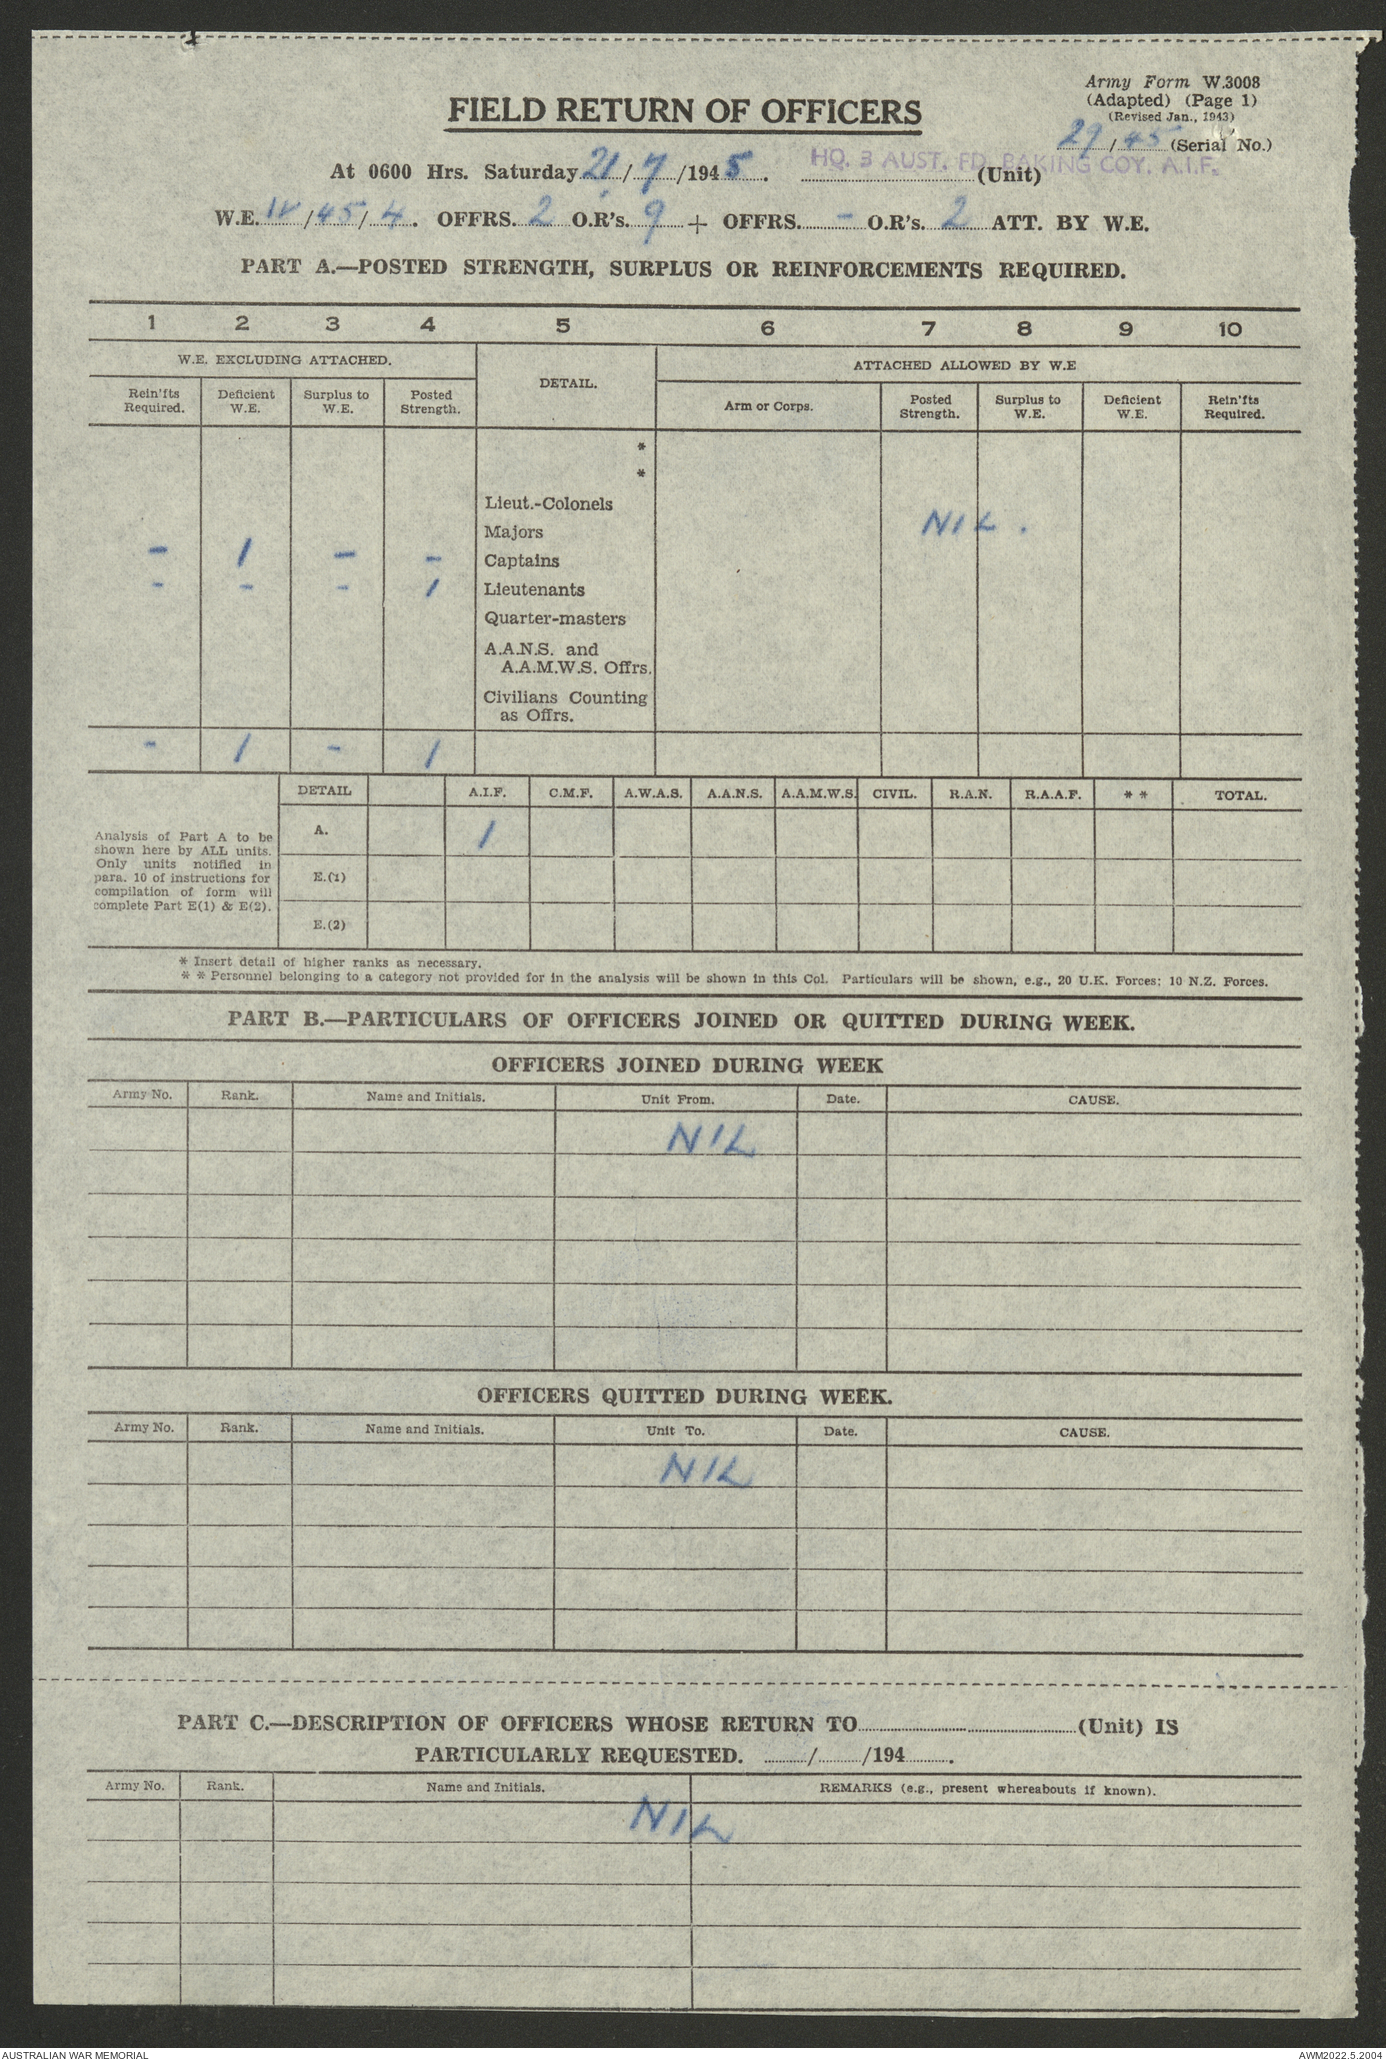 Army Form W.3008
(Adapted) (Page 1)
(Revised Jan., 1943)
FIELD RETURN OF OFFICERS
29/45 (Serial No.)
HQ. 3 AUST. FD. BAKING COY. A.I.F.
At 0600 Hrs. Saturday 21/7/1945. (Unit)
W.E. /45/4. OFFRS. 2 O.R's. 9 + OFFRS. - O.R's. 2 ATT. BY W.E.
PART A.—POSTED STRENGTH, SURPLUS OR REINFORCEMENTS REQUIRED.
1 2 3 4 5 6 7 8 9 10
W.E. EXCLUDING ATTACHED. DETAIL. ATTACHED ALLOWED BY W.E
Rein'fts Required. Deficient W.E. Surplus to W.E. Posted Strength. Arm or Corps. Posted Strength. Surplus to W.E. Deficient W.E. Rein'fts Required.
*
*
Lieut.-Colonels
NIL.
Majors
- 1 - - Captains
- - - 1 Lieutenants
Quarter-masters
A.A.N.S. and
A.A.M.W.S. Offrs.
Civilians Counting
as Offrs.
- 1 - 1
DETAIL A.I.F. C.M.F. A.W.A.S. A.A.N.S. A.A.M.W.S. CIVIL. R.A.N. R.A.A.F. * * TOTAL.
Analysis of Part A to be
shown here by ALL units.
Only units notified in
para. 10 of instructions for
compilation of form will
complete Part E(1) & E(2).
A. 1
E.(1)
E.(2)
* Insert detail of higher ranks as necessary.
* * Personnel belonging to a category not provided for in the analysis will be shown in this Col. Particulars will be shown, e.g., 20 U.K. Forces; 10 N.Z. Forces.
PART B.—PARTICULARS OF OFFICERS JOINED OR QUITTED DURING WEEK.
OFFICERS JOINED DURING WEEK
Army No. Rank. Name and Initials. Unit From. Date. CAUSE.
NIL
OFFICERS QUITTED DURING WEEK.
Army No. Rank. Name and Initials. Unit To. Date. CAUSE.
NIL
PART C.—DESCRIPTION OF OFFICERS WHOSE RETURN TO (Unit) IS
PARTICULARLY REQUESTED. / /194 .
Army No. Rank. Name and Initials. REMARKS (e.g., present whereabouts if known).
NIL
AUSTRALIAN WAR MEMORIAL AWM2022.5.2004